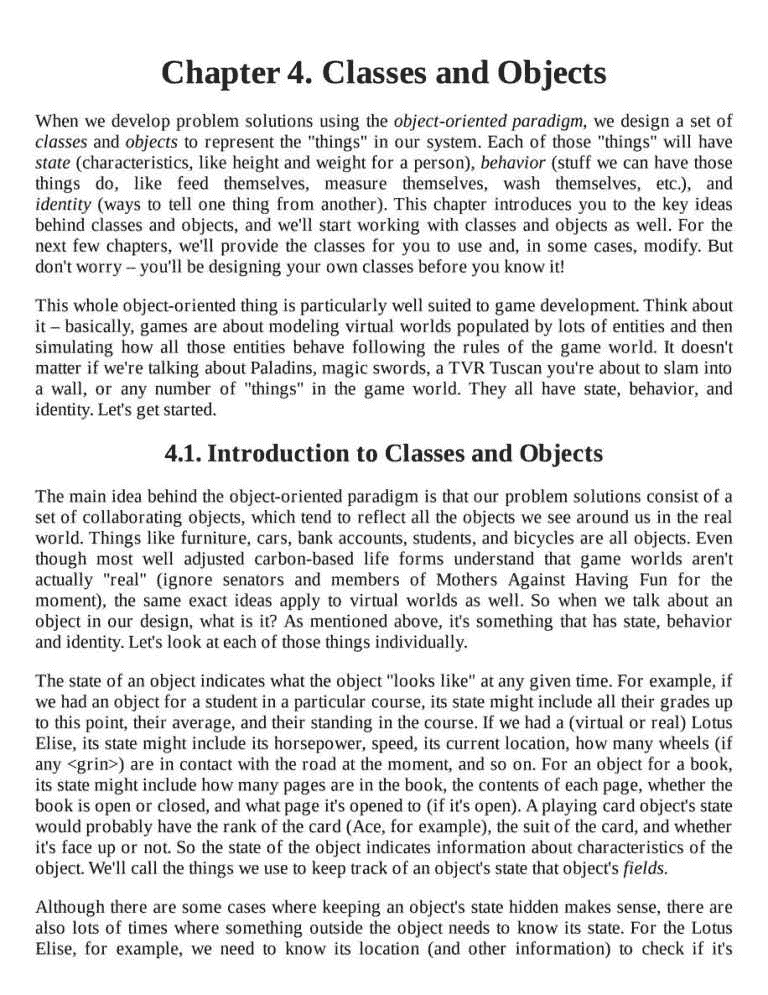 Chapter 4. Classes and Objects
When we develop problem solutions using the object-oriented paradigm, we design a set of
classes and objects to represent the "things" in our system. Each of those "things" will have
state (characteristics, like height and weight for a person), behavior (stuff we can have those
things do, like feed themselves, measure themselves, wash themselves, etc.), and
identity (ways to tell one thing from another). This chapter introduces you to the key ideas
behind classes and objects, and we'll start working with classes and objects as well. For the
next few chapters, we'll provide the classes for you to use and, in some cases, modify. But
don't worry – you'll be designing your own classes before you know it!
This whole object-oriented thing is particularly well suited to game development. Think about
it – basically, games are about modeling virtual worlds populated by lots of entities and then
simulating how all those entities behave following the rules of the game world. It doesn't
matter if we're talking about Paladins, magic swords, a TVR Tuscan you're about to slam into
a wall, or any number of "things" in the game world. They all have state, behavior, and
identity. Let's get started.
4.1. Introduction to Classes and Objects
The main idea behind the object-oriented paradigm is that our problem solutions consist of a
set of collaborating objects, which tend to reflect all the objects we see around us in the real
world. Things like furniture, cars, bank accounts, students, and bicycles are all objects. Even
though most well adjusted carbon-based life forms understand that game worlds aren't
actually "real" (ignore senators and members of Mothers Against Having Fun for the
moment), the same exact ideas apply to virtual worlds as well. So when we talk about an
object in our design, what is it? As mentioned above, it's something that has state, behavior
and identity. Let's look at each of those things individually.
The state of an object indicates what the object "looks like" at any given time. For example, if
we had an object for a student in a particular course, its state might include all their grades up
to this point, their average, and their standing in the course. If we had a (virtual or real) Lotus
Elise, its state might include its horsepower, speed, its current location, how many wheels (if
any <grin>) are in contact with the road at the moment, and so on. For an object for a book,
its state might include how many pages are in the book, the contents of each page, whether the
book is open or closed, and what page it's opened to (if it's open). A playing card object's state
would probably have the rank of the card (Ace, for example), the suit of the card, and whether
it's face up or not. So the state of the object indicates information about characteristics of the
object. We'll call the things we use to keep track of an object's state that object's fields.
Although there are some cases where keeping an object's state hidden makes sense, there are
also lots of times where something outside the object needs to know its state. For the Lotus
Elise, for example, we need to know its location (and other information) to check if it's